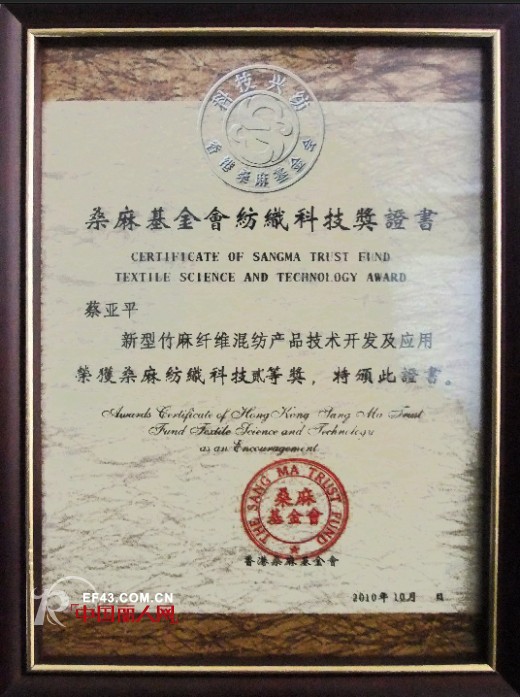 科技兴纺
香港桑麻基金会
桑麻基金會紡織科技獎證書
CERTIFICATE OF SANGMA TRUST FUND
TEXTILE SCIENCE AND TECHNOLOGY AWARD
蔡亚平
新型竹麻纤维混纺产品技术开发及应用
榮獲桑麻紡織科技貳等獎，特頒此證書。
Awards Certificate of Hong Kong Sang Ma Trust
Fund Textile Science and Technology
as an Encouragement
THE SANG MA TRUST FUND
桑麻
基金會
香港桑麻基金會
2010年10月 日
EF43.COM.CN
中国丽人网